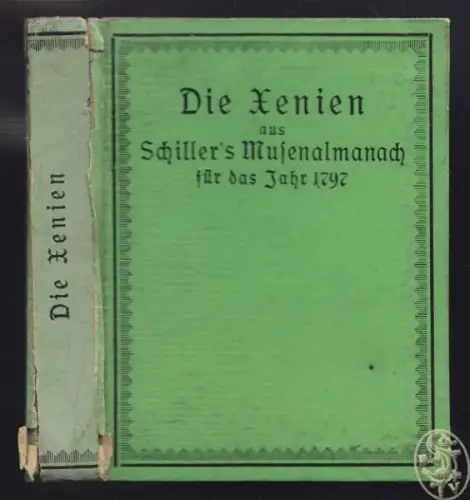 Die Xenien
Die Xenien
aus
Schiller's Musenalmanach
für das Jahr 1797